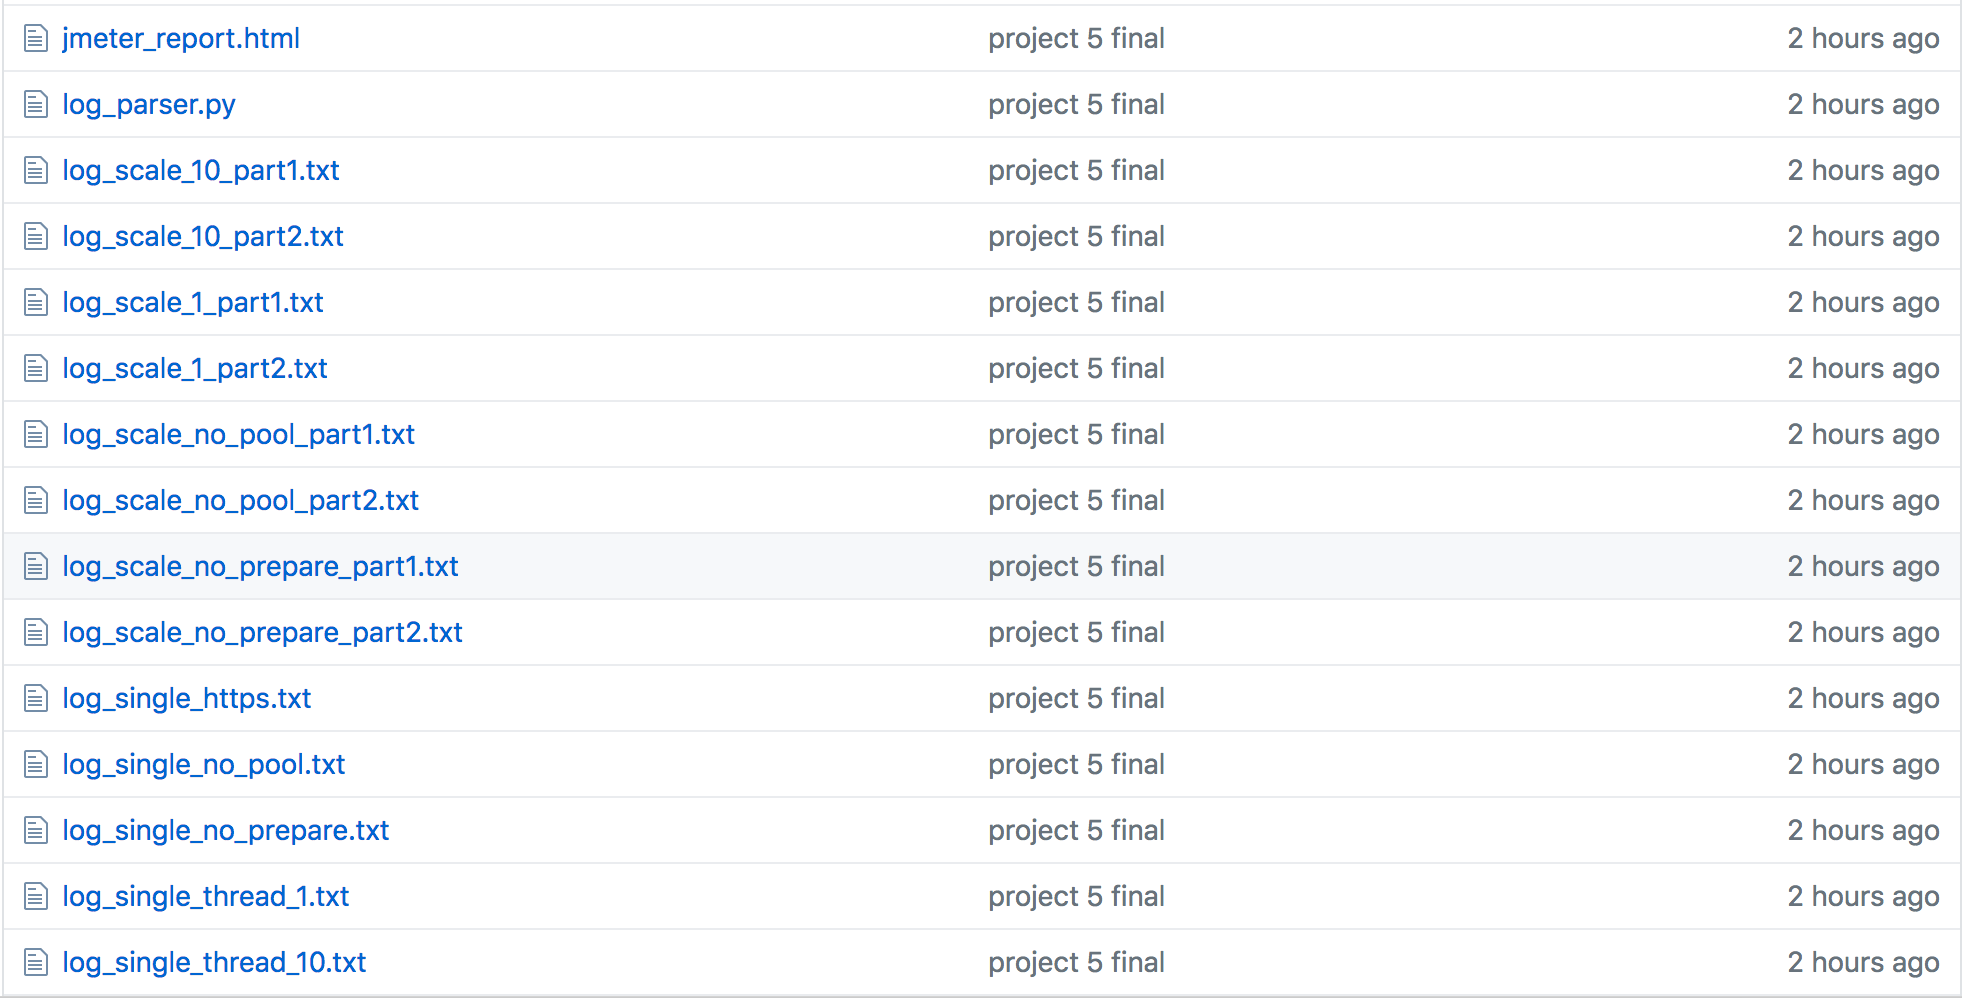 jmeter_report.html project 5 final 2 hours ago
log_parser.py project 5 final 2 hours ago
log_scale_10_part1.txt project 5 final 2 hours ago
log_scale_10_part2.txt project 5 final 2 hours ago
log_scale_1_part1.txt project 5 final 2 hours ago
log_scale_1_part2.txt project 5 final 2 hours ago
log_scale_no_pool_part1.txt project 5 final 2 hours ago
log_scale_no_pool_part2.txt project 5 final 2 hours ago
log_scale_no_prepare_part1.txt project 5 final 2 hours ago
log_scale_no_prepare_part2.txt project 5 final 2 hours ago
log_single_https.txt project 5 final 2 hours ago
log_single_no_pool.txt project 5 final 2 hours ago
log_single_no_prepare.txt project 5 final 2 hours ago
log_single_thread_1.txt project 5 final 2 hours ago
log_single_thread_10.txt project 5 final 2 hours ago